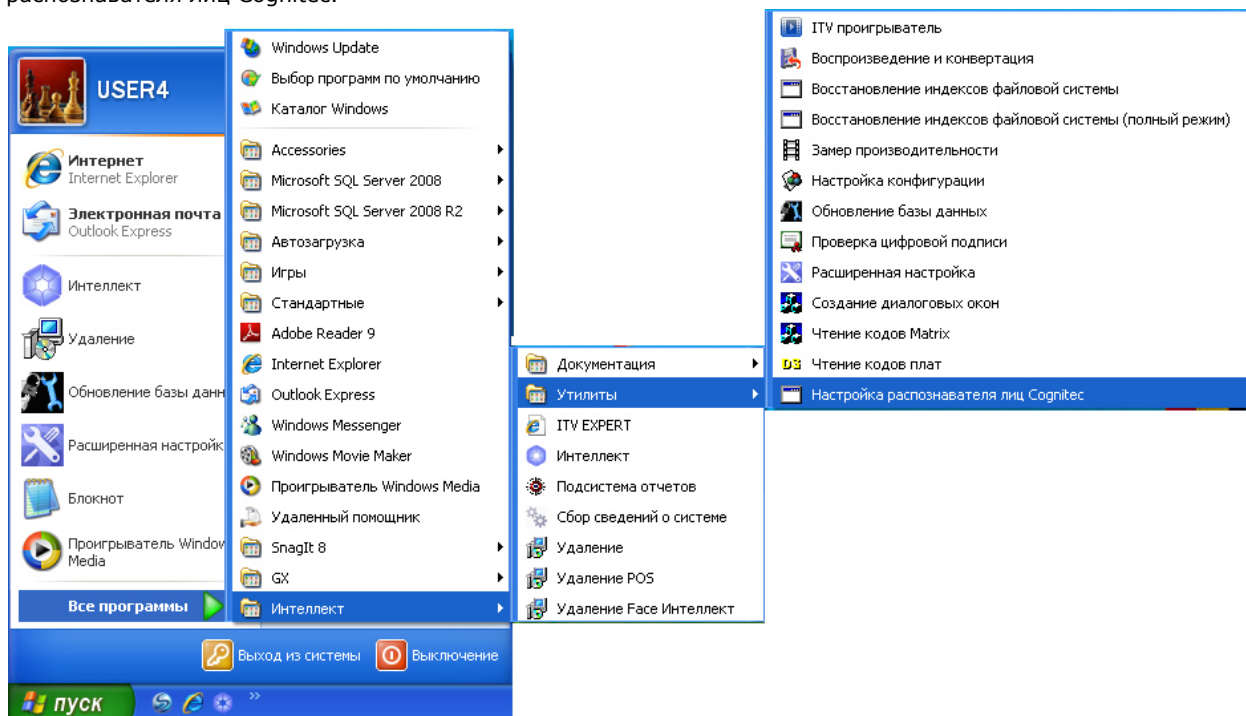 распознавателя лиц Cognitec.
USER4
Интернет
Internet Explorer
Электронная почта
Outlook Express
Интеллект
Удаление
Обновление базы данн
Расширенная настройк
Блокнот
Проигрыватель Window
Media
Все программы
Выход из системы
Выключение
пуск
Windows Update
Выбор программ по умолчанию
Каталог Windows
Accessories
Microsoft SQL Server 2008
Microsoft SQL Server 2008 R2
Автозагрузка
Игры
Стандартные
Adobe Reader 9
Internet Explorer
Outlook Express
Windows Messenger
Windows Movie Maker
Проигрыватель Windows Media
Удаленный помощник
SnagIt 8
GX
Интеллект
Документация
Утилиты
ITV EXPERT
Интеллект
Подсистема отчетов
Сбор сведений о системе
Удаление
Удаление POS
Удаление Face Интеллект
ITV проигрыватель
Воспроизведение и конвертация
Восстановление индексов файловой системы
Восстановление индексов файловой системы (полный режим)
Замер производительности
Настройка конфигурации
Обновление базы данных
Проверка цифровой подписи
Расширенная настройка
Создание диалоговых окон
Чтение кодов Matrix
Чтение кодов плат
Настройка распознавателя лиц Cognitec